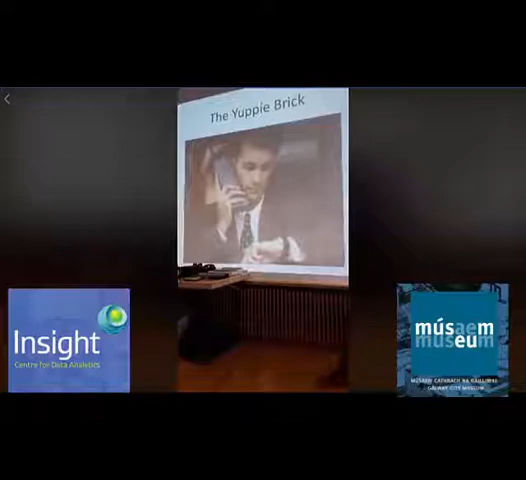 The Yuppie Brick
Insight
Centre for Data Analytics
músaem
museum
MÚSAEM CATHRACH NA GAILLIMHE
GALWAY CITY MUSEUM